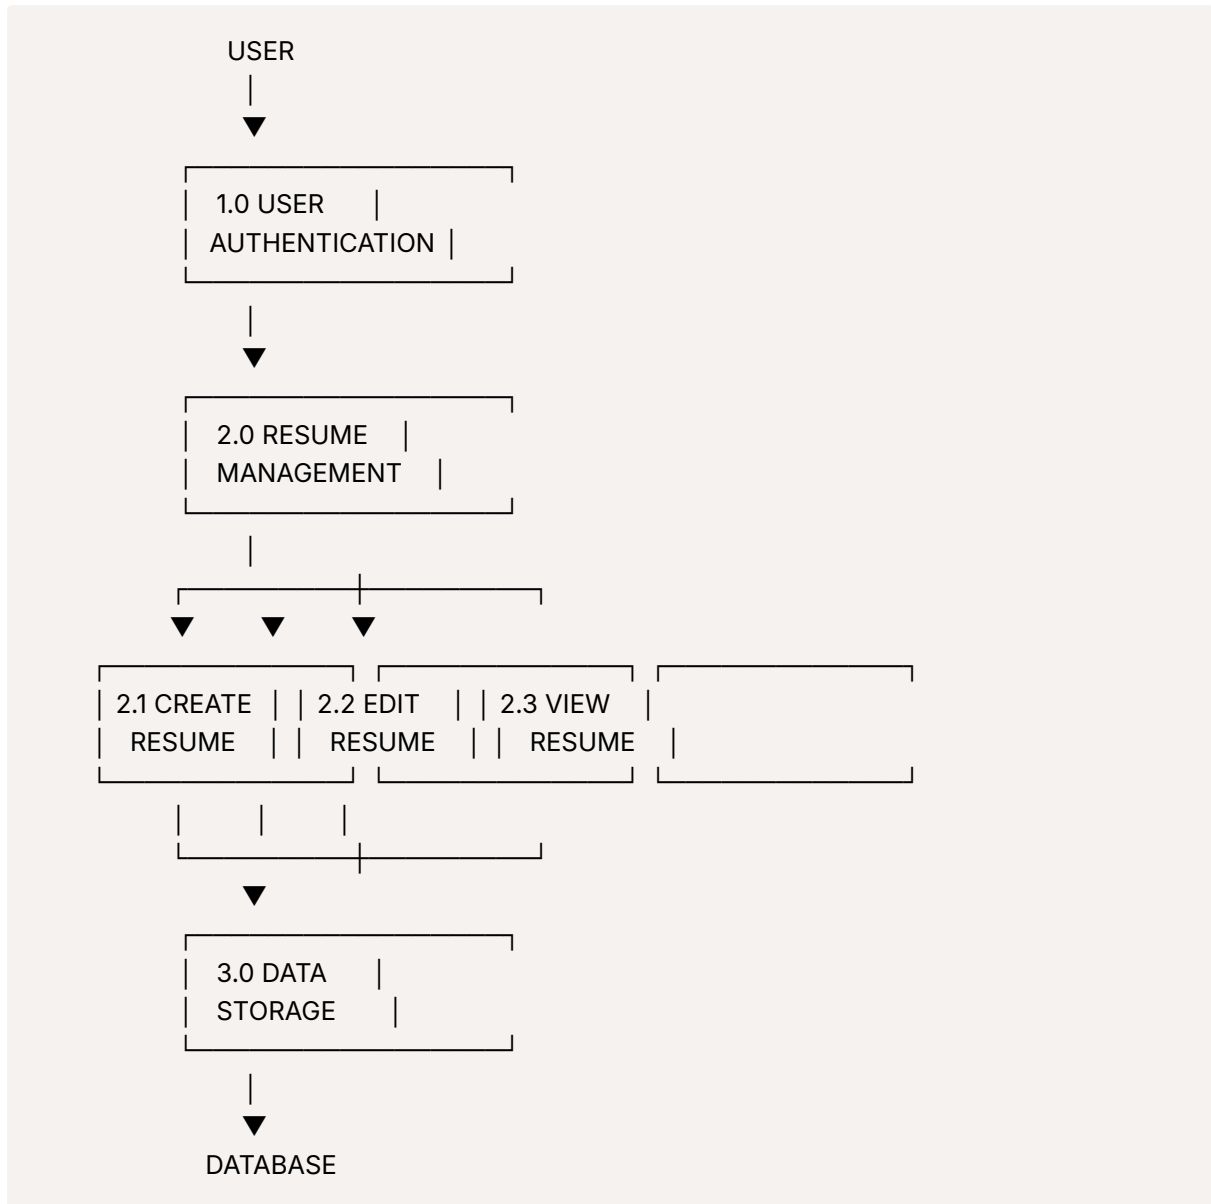 USER
1.0 USER
AUTHENTICATION
2.0 RESUME
MANAGEMENT
2.1 CREATE 2.2 EDIT 2.3 VIEW
RESUME RESUME RESUME
3.0 DATA
STORAGE
DATABASE